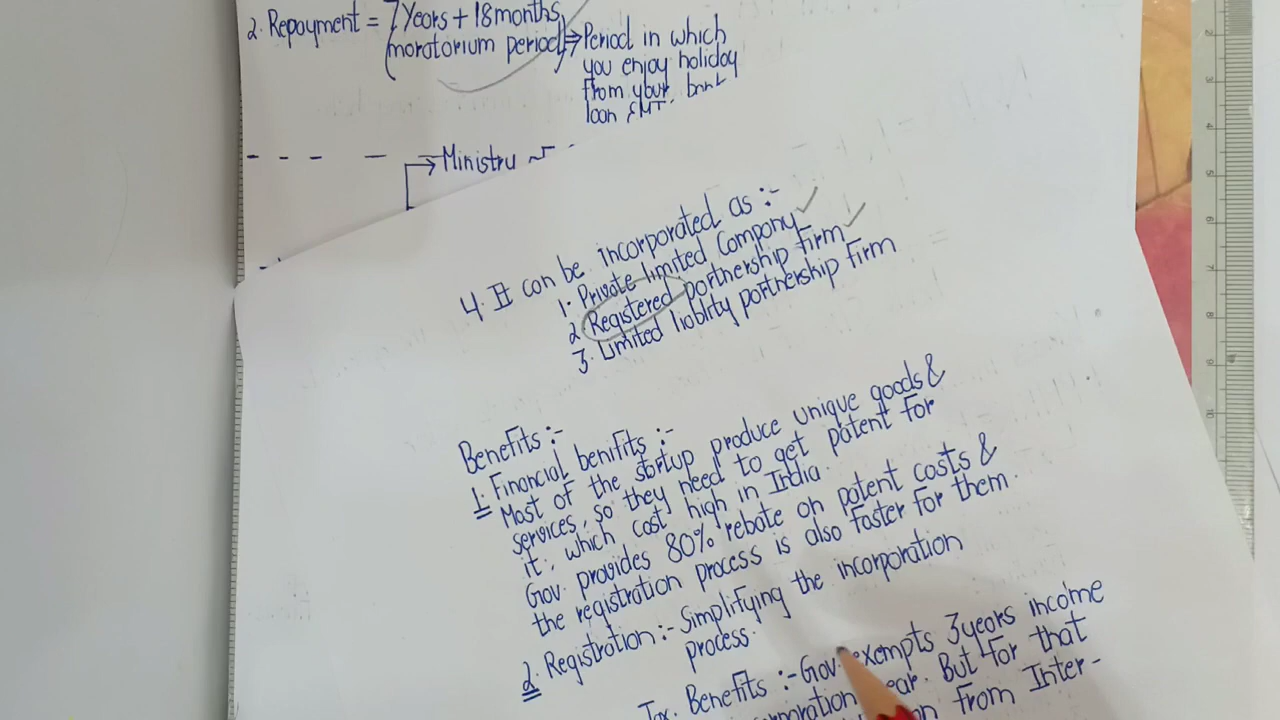 2. Repayment = 7 Years + 18 months
(moratorium period) ⇒ Period in which
you enjoy holiday
from your bank
loan EMI.
→ Ministry
4. It can be incorporated as :-
1. Private limited Company ✓
2. Registered partnership firm ✓
3. Limited liablity partnership firm
Benefits :-
1. Financial benifits :-
Most of the startup produce unique goods &
services, so they need to get patent for
it, which cost high in India.
Gov. provides 80% rebate on patent costs &
the registration process is also faster for them.
2. Registration :- Simplifying the incorporation
process.
Tax. Benefits :- Gov. exempts 3 years income
year. But for that
from Inter-